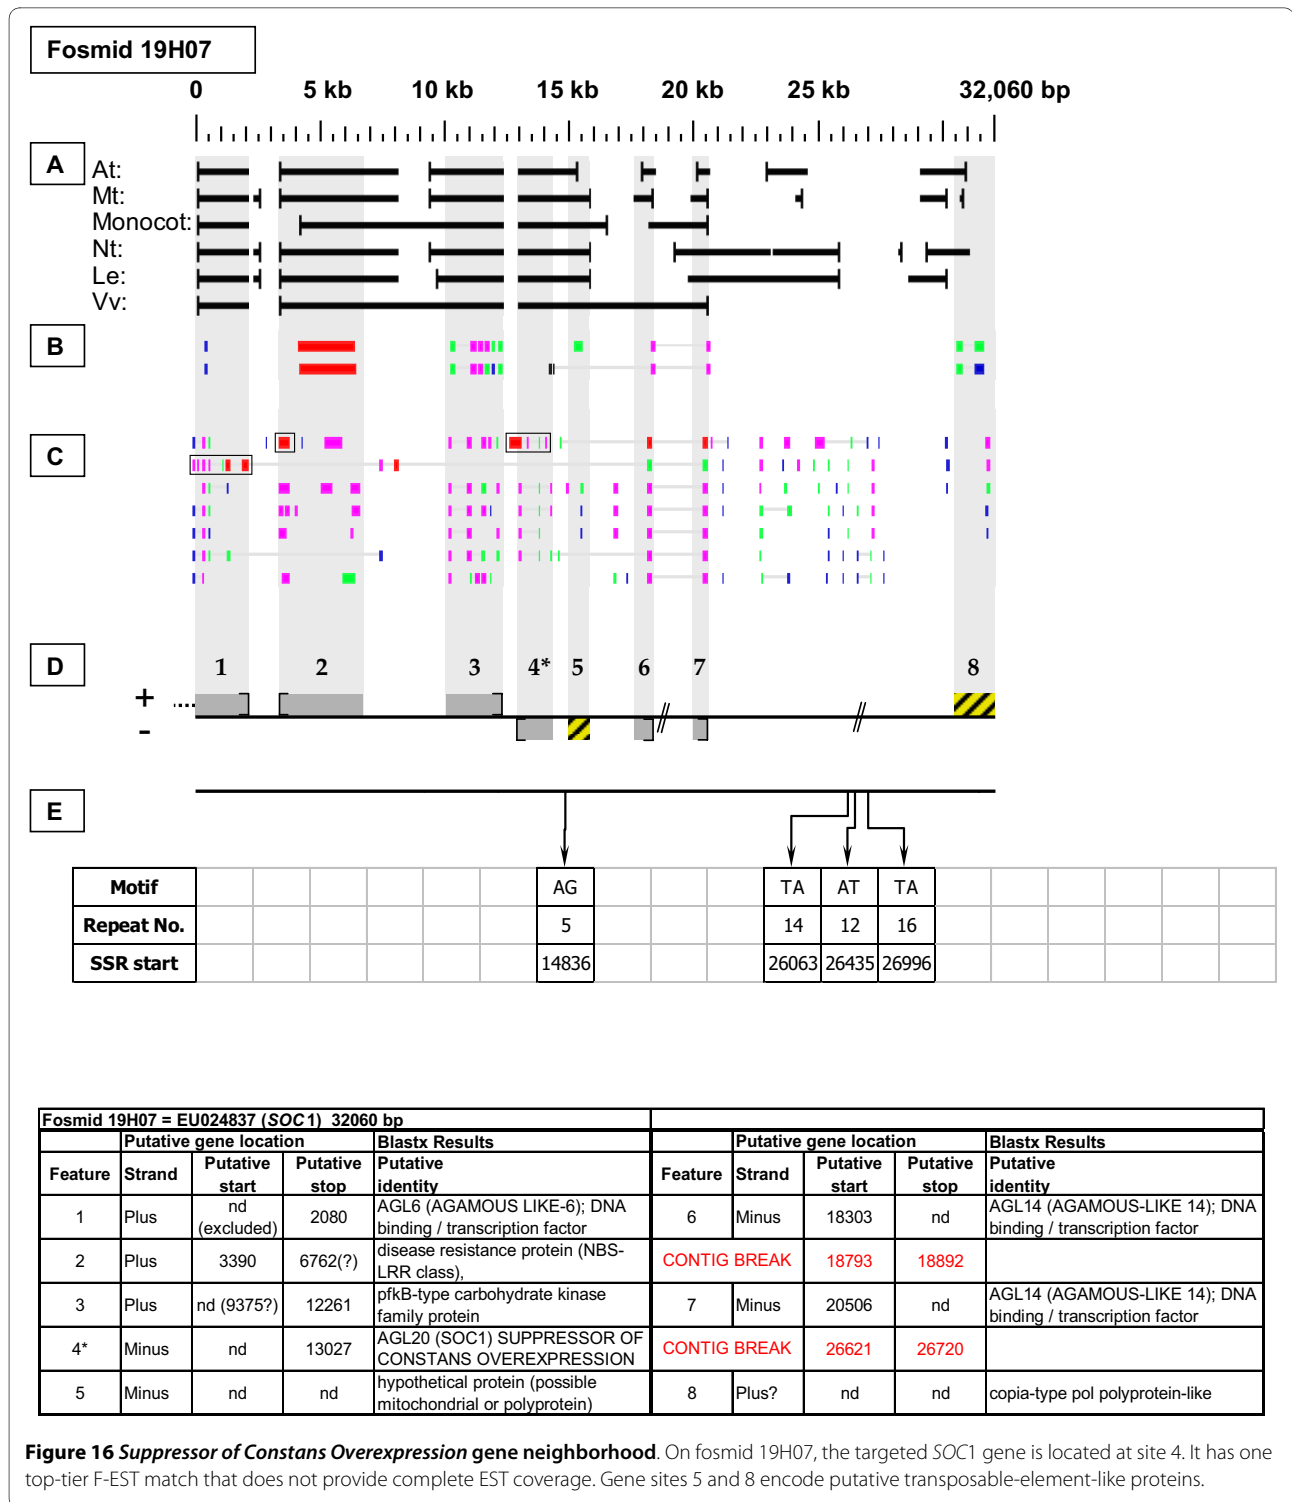 Fosmid 19H07
0 5 kb 10 kb 15 kb 20 kb 25 kb 32,060 bp
A
At:
Mt:
Monocot:
Nt:
Le:
Vv:
B
C
D
1 2 3 4* 5 6 7 8
+
-
E
Motif AG TA AT TA
Repeat No. 5 14 12 16
SSR start 14836 26063 26435 26996
Fosmid 19H07 = EU024837 (SOC1) 32060 bp
Putative gene location Blastx Results Putative gene location Blastx Results
Feature Strand Putative start Putative stop Putative identity Feature Strand Putative start Putative stop Putative identity
1 Plus nd (excluded) 2080 AGL6 (AGAMOUS LIKE-6); DNA binding / transcription factor 6 Minus 18303 nd AGL14 (AGAMOUS-LIKE 14); DNA binding / transcription factor
2 Plus 3390 6762(?) disease resistance protein (NBS-LRR class), CONTIG BREAK 18793 18892
3 Plus nd (9375?) 12261 pfkB-type carbohydrate kinase family protein 7 Minus 20506 nd AGL14 (AGAMOUS-LIKE 14); DNA binding / transcription factor
4* Minus nd 13027 AGL20 (SOC1) SUPPRESSOR OF CONSTANS OVEREXPRESSION CONTIG BREAK 26621 26720
5 Minus nd nd hypothetical protein (possible mitochondrial or polyprotein) 8 Plus? nd nd copia-type pol polyprotein-like
Figure 16 Suppressor of Constans Overexpression gene neighborhood. On fosmid 19H07, the targeted SOC1 gene is located at site 4. It has one
top-tier F-EST match that does not provide complete EST coverage. Gene sites 5 and 8 encode putative transposable-element-like proteins.